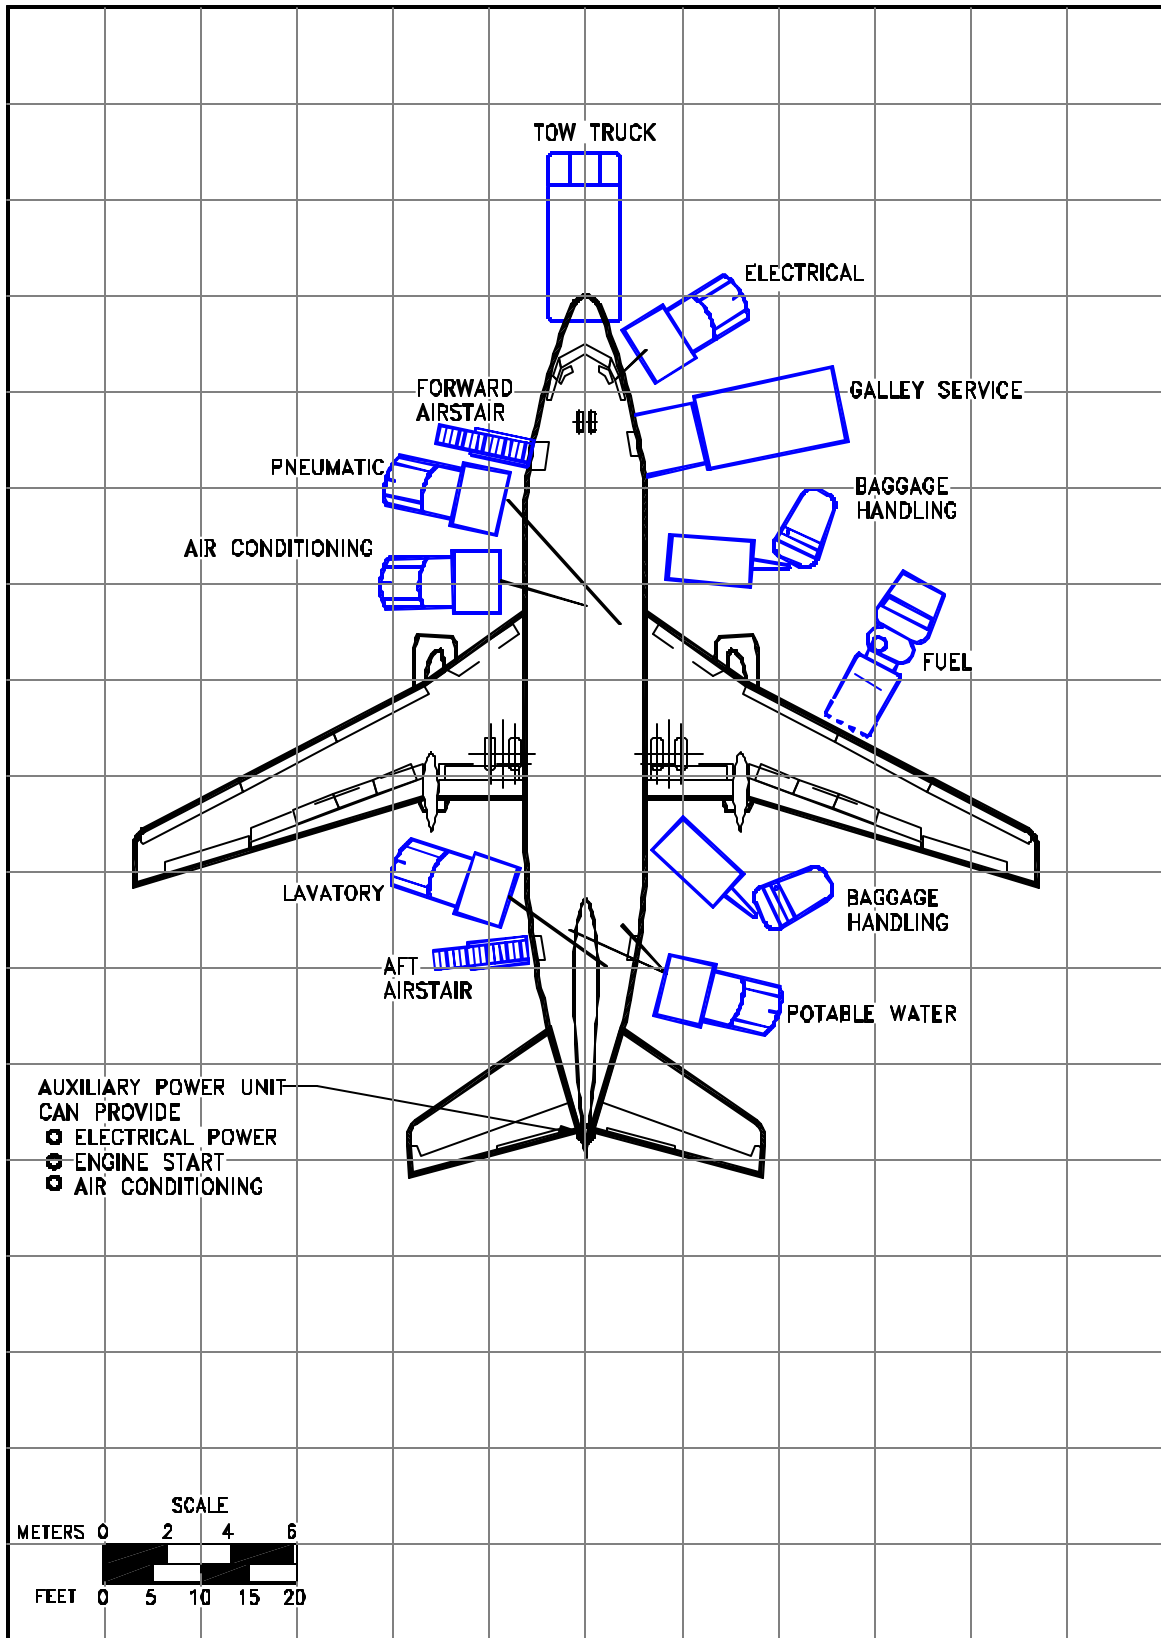 TOW TRUCK
ELECTRICAL
FORWARD
AIRSTAIR
GALLEY SERVICE
PNEUMATIC
BAGGAGE
HANDLING
AIR CONDITIONING
FUEL
LAVATORY
BAGGAGE
HANDLING
AFT
AIRSTAIR
POTABLE WATER
AUXILIARY POWER UNIT
CAN PROVIDE
ELECTRICAL POWER
ENGINE START
AIR CONDITIONING
SCALE
METERS 0 2 4 6
FEET 0 5 10 15 20